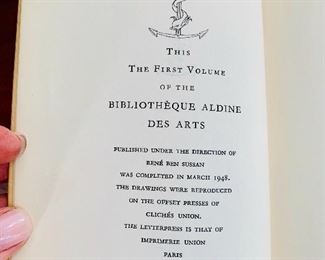 THIS
THE FIRST VOLUME
OF THE
BIBLIOTHÈQUE ALDINE
DES ARTS
PUBLISHED UNDER THE DIRECTION OF
RENÉ BEN SUSSAN
WAS COMPLETED IN MARCH 1948.
THE DRAWINGS WERE REPRODUCED
ON THE OFFSET PRESSES OF
CLICHÉS UNION.
THE LETTERPRESS IS THAT OF
IMPRIMERIE UNION
PARIS